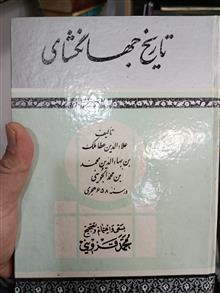 تاریخ جهانگشای
تألیف
علاءالدین عطاملک
بن بهاءالدین محمد
بن محمد الجوینی
در سنهٔ ۶۵۸ هجری
بسعی و اهتمام و تصحیح
محمد قزوینی